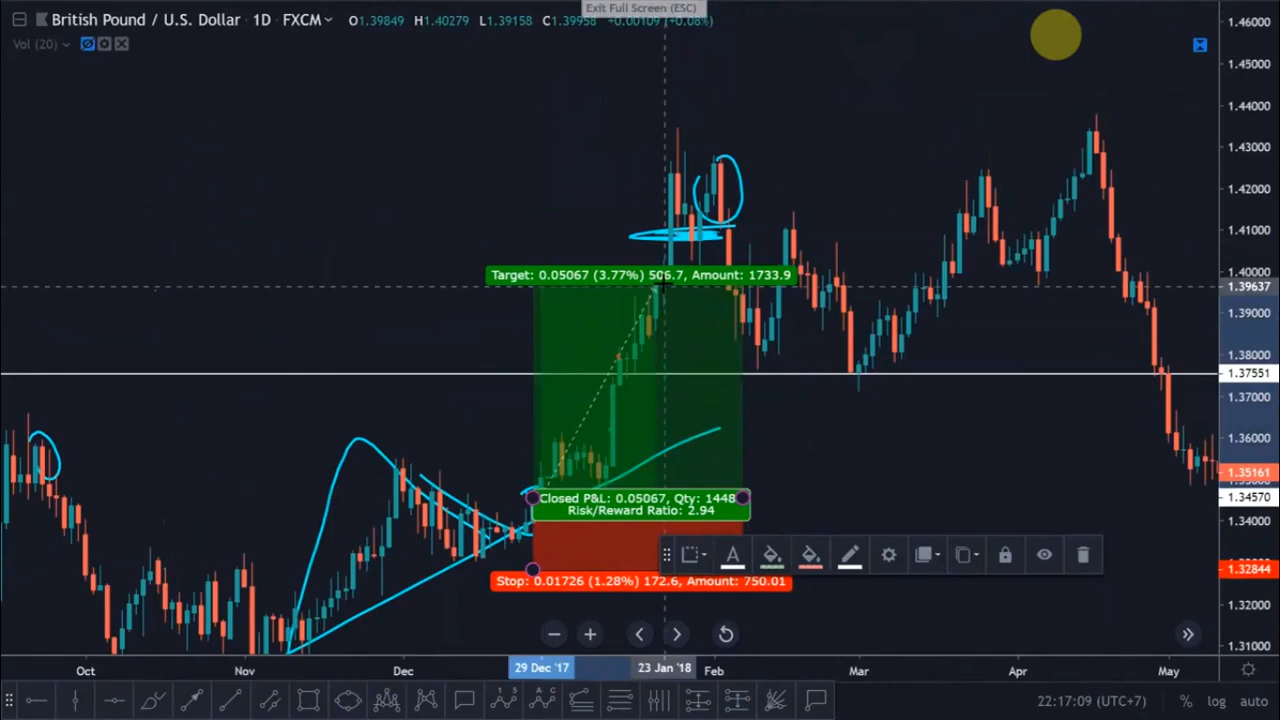 Exit Full Screen (ESC)
British Pound / U.S. Dollar · 1D · FXCM O1.39849 H1.40279 L1.39158 C1.39958 +0.00109 (+0.08%)
Vol (20)
1.46000
1.45000
1.44000
1.43000
1.42000
1.41000
Target: 0.05067 (3.77%) 506.7, Amount: 1733.9
1.40000
1.39637
1.39000
1.38000
1.37551
1.37000
1.36000
1.35161
Closed P&L: 0.05067, Qty: 1448
1.34570
Risk/Reward Ratio: 2.94
1.34000
1.32844
Stop: 0.01726 (1.28%) 172.6, Amount: 750.01
1.32000
1.31000
Oct Nov Dec 29 Dec '17 23 Jan '18 Feb Mar Apr May
22:17:09 (UTC+7) % log auto